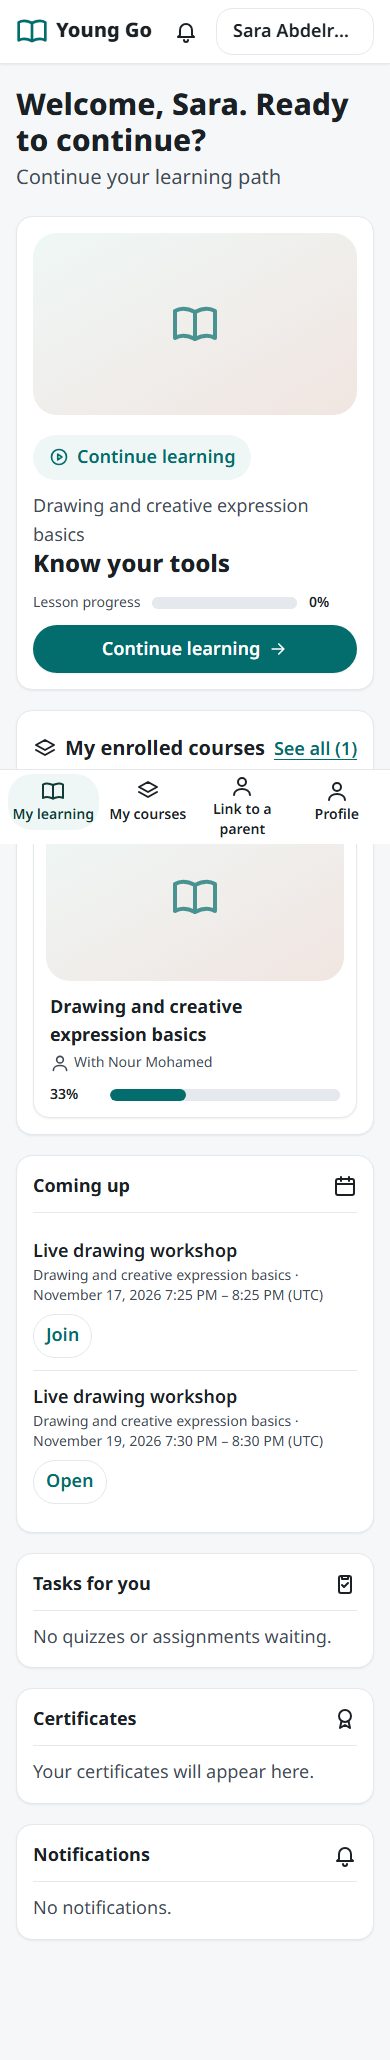 Young Go
Sara Abdelr...
Welcome, Sara. Ready
to continue?
Continue your learning path
Continue learning
Drawing and creative expression
basics
Know your tools
Lesson progress
0%
Continue learning →
My enrolled courses
See all (1)
My learning
My courses
Link to a
parent
Profile
Drawing and creative
expression basics
With Nour Mohamed
33%
Coming up
Live drawing workshop
Drawing and creative expression basics ·
November 17, 2026 7:25 PM – 8:25 PM (UTC)
Join
Live drawing workshop
Drawing and creative expression basics ·
November 19, 2026 7:30 PM – 8:30 PM (UTC)
Open
Tasks for you
No quizzes or assignments waiting.
Certificates
Your certificates will appear here.
Notifications
No notifications.